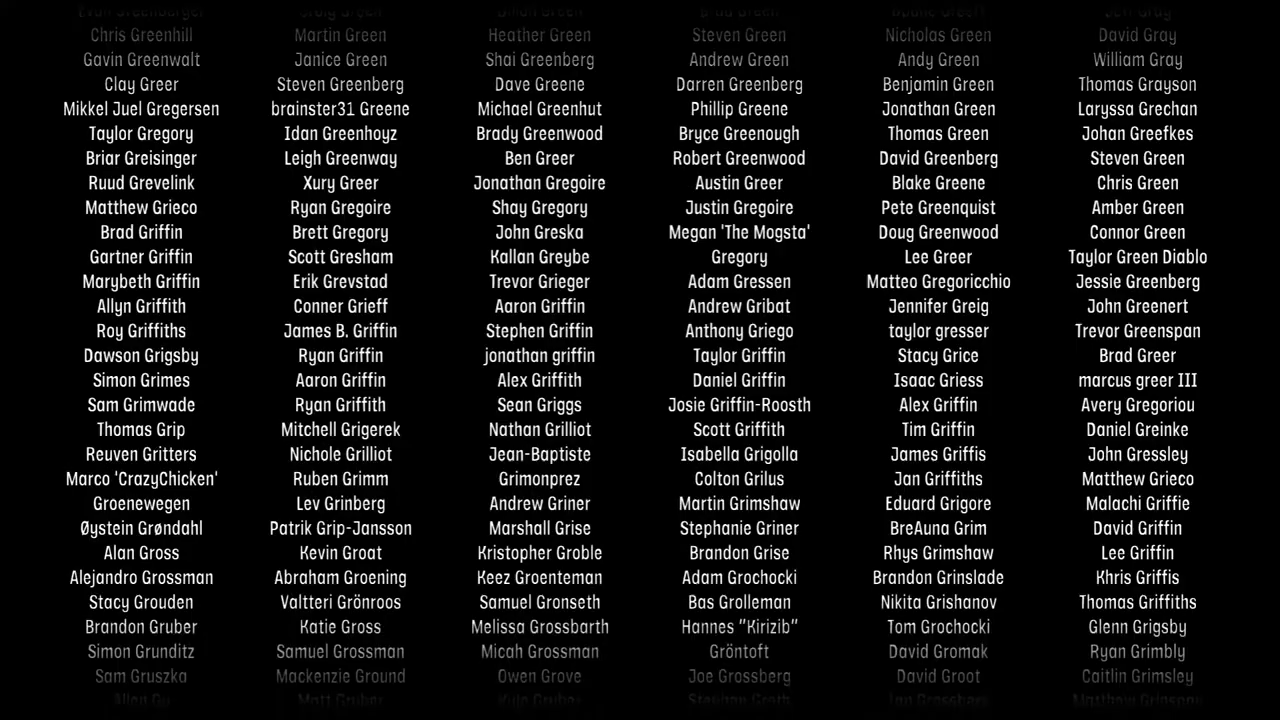 Chris Greenhill
Gavin Greenwalt
Clay Greer
Mikkel Juel Gregersen
Taylor Gregory
Briar Greisinger
Ruud Grevelink
Matthew Grieco
Brad Griffin
Gartner Griffin
Marybeth Griffin
Allyn Griffith
Roy Griffiths
Dawson Grigsby
Simon Grimes
Sam Grimwade
Thomas Grip
Reuven Gritters
Marco 'CrazyChicken'
Groenewegen
Øystein Grøndahl
Alan Gross
Alejandro Grossman
Stacy Grouden
Brandon Gruber
Simon Grunditz
Sam Gruszka
Martin Green
Janice Green
Steven Greenberg
brainster31 Greene
Idan Greenhoyz
Leigh Greenway
Xury Greer
Ryan Gregoire
Brett Gregory
Scott Gresham
Erik Grevstad
Conner Grieff
James B. Griffin
Ryan Griffin
Aaron Griffin
Ryan Griffith
Mitchell Grigerek
Nichole Grilliot
Ruben Grimm
Lev Grinberg
Patrik Grip-Jansson
Kevin Groat
Abraham Groening
Valtteri Grönroos
Katie Gross
Samuel Grossman
Mackenzie Ground
Matt Gruber
Heather Green
Shai Greenberg
Dave Greene
Michael Greenhut
Brady Greenwood
Ben Greer
Jonathan Gregoire
Shay Gregory
John Greska
Kallan Greybe
Trevor Grieger
Aaron Griffin
Stephen Griffin
jonathan griffin
Alex Griffith
Sean Griggs
Nathan Grilliot
Jean-Baptiste
Grimonprez
Andrew Griner
Marshall Grise
Kristopher Groble
Keez Groenteman
Samuel Gronseth
Melissa Grossbarth
Micah Grossman
Owen Grove
Kyle Gruber
Brad Green
Steven Green
Andrew Green
Darren Greenberg
Phillip Greene
Bryce Greenough
Robert Greenwood
Austin Greer
Justin Gregoire
Megan 'The Mogsta'
Gregory
Adam Gressen
Andrew Gribat
Anthony Griego
Taylor Griffin
Daniel Griffin
Josie Griffin-Roosth
Scott Griffith
Isabella Grigolla
Colton Grilus
Martin Grimshaw
Stephanie Griner
Brandon Grise
Adam Grochocki
Bas Grolleman
Hannes "Kirizib"
Gröntoft
Joe Grossberg
Nicholas Green
Andy Green
Benjamin Green
Jonathan Green
Thomas Green
David Greenberg
Blake Greene
Pete Greenquist
Doug Greenwood
Lee Greer
Matteo Gregoricchio
Jennifer Greig
taylor gresser
Stacy Grice
Isaac Griess
Alex Griffin
Tim Griffin
James Griffis
Jan Griffiths
Eduard Grigore
BreAuna Grim
Rhys Grimshaw
Brandon Grinslade
Nikita Grishanov
Tom Grochocki
David Gromak
David Groot
Ian Grossberg
David Gray
William Gray
Thomas Grayson
Laryssa Grechan
Johan Greefkes
Steven Green
Chris Green
Amber Green
Connor Green
Taylor Green Diablo
Jessie Greenberg
John Greenert
Trevor Greenspan
Brad Greer
marcus greer III
Avery Gregoriou
Daniel Greinke
John Gressley
Matthew Grieco
Malachi Griffie
David Griffin
Lee Griffin
Khris Griffis
Thomas Griffiths
Glenn Grigsby
Ryan Grimbly
Caitlin Grimsley
Matthew Grinspan